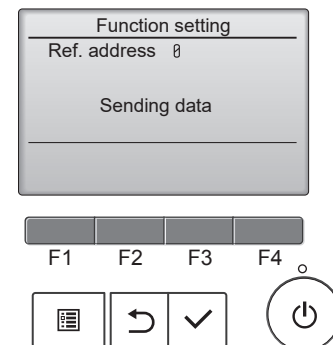 Function setting
Ref. address 0
Sending data
F1 F2 F3 F4